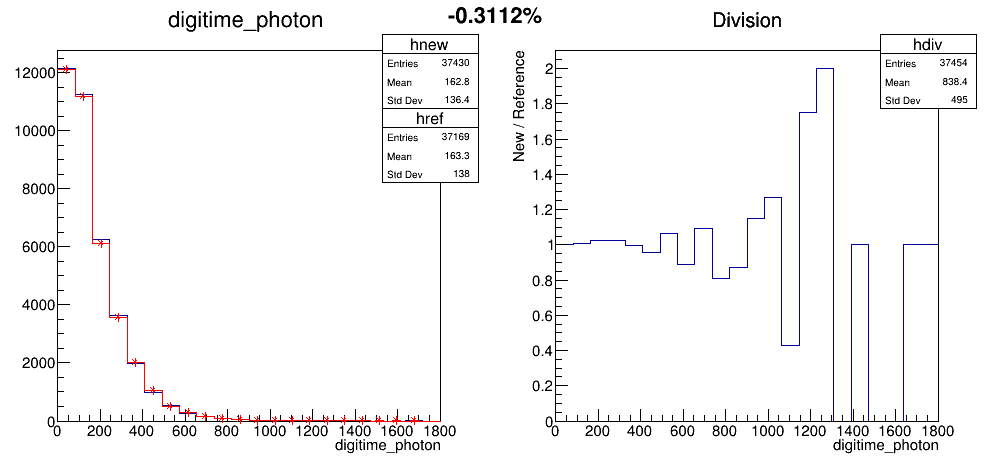 digitime_photon
-0.3112%
Division
hnew
Entries 37430
Mean 162.8
Std Dev 136.4
href
Entries 37169
Mean 163.3
Std Dev 138
12000
10000
8000
6000
4000
2000
0
0 200 400 600 800 1000 1200 1400 1600 1800
digitime_photon
hdiv
Entries 37454
Mean 838.4
Std Dev 495
New / Reference
2
1.8
1.6
1.4
1.2
1
0.8
0.6
0.4
0.2
0
0 200 400 600 800 1000 1200 1400 1600 1800
digitime_photon